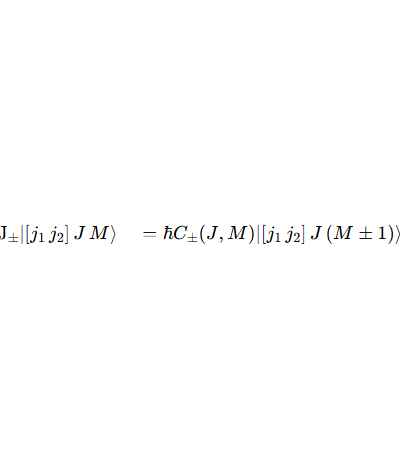 J±|[j₁ j₂] J M⟩ = ħC±(J, M)|[j₁ j₂] J (M ± 1)⟩